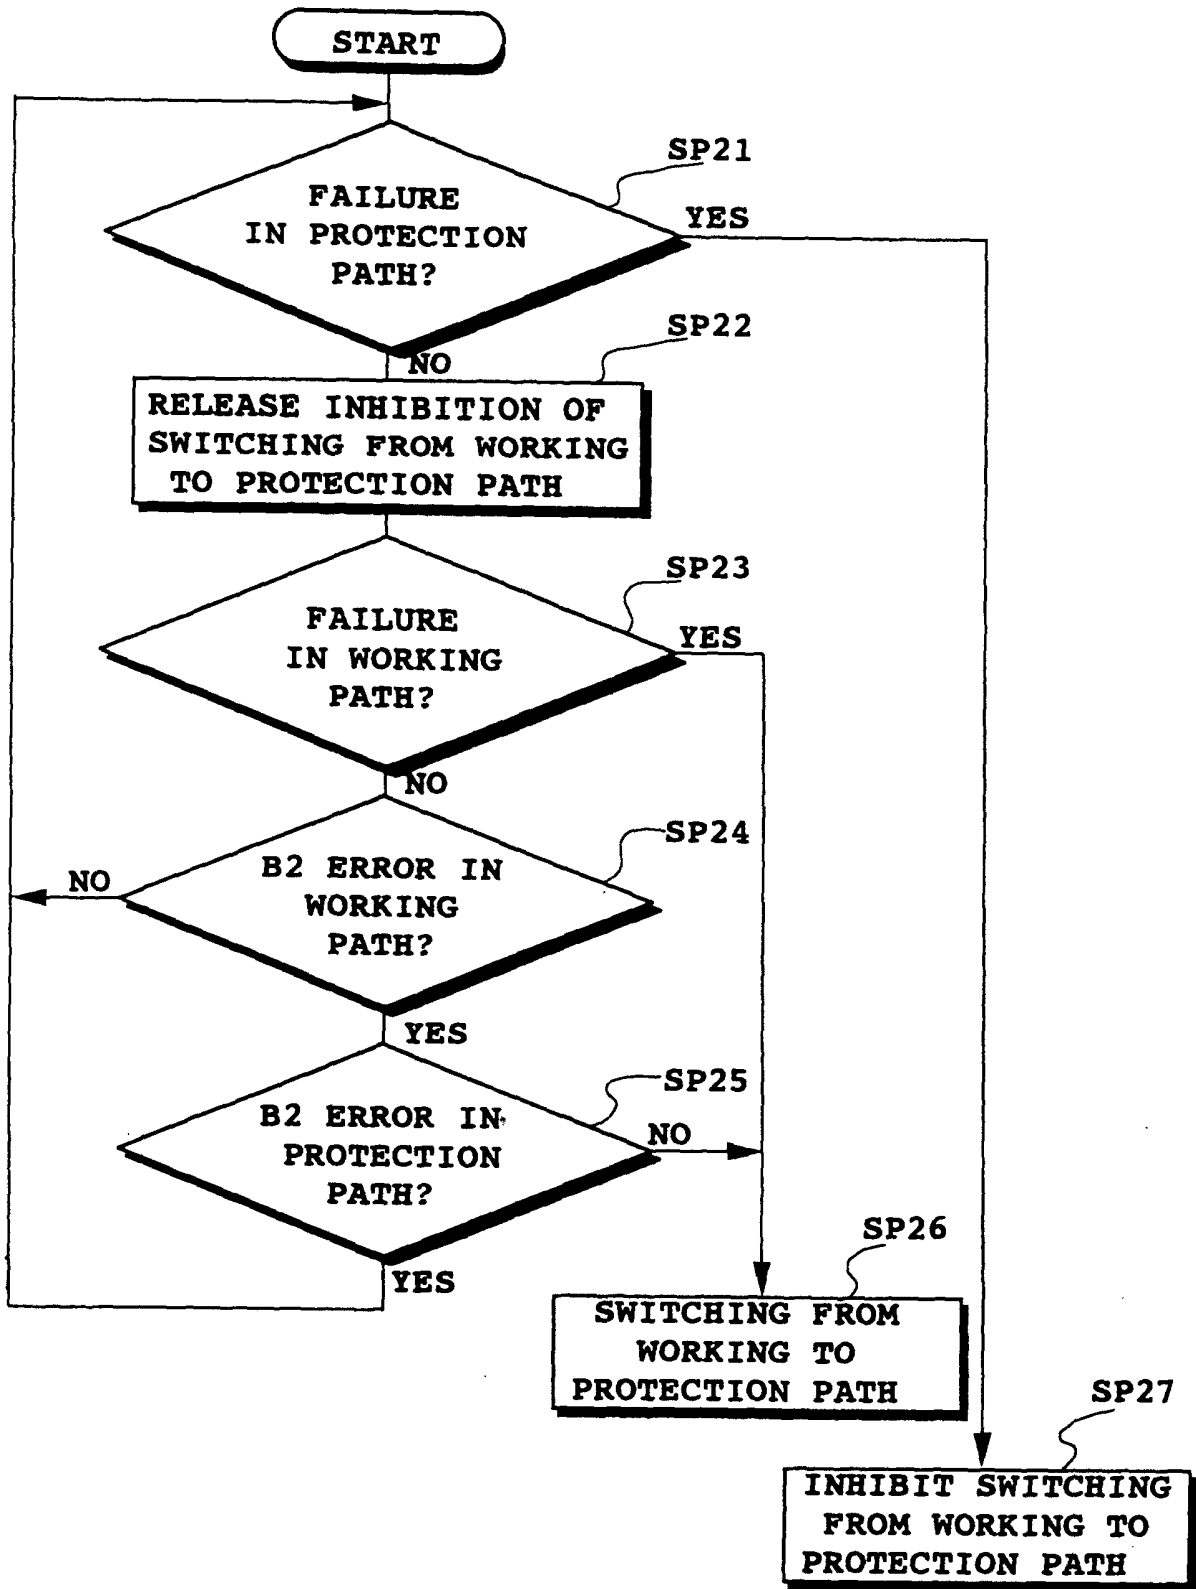 START
SP21
FAILURE
IN PROTECTION
PATH?
YES
SP22
NO
RELEASE INHIBITION OF
SWITCHING FROM WORKING
TO PROTECTION PATH
SP23
FAILURE
IN WORKING
PATH?
YES
NO
SP24
B2 ERROR IN
WORKING
PATH?
NO
YES
SP25
B2 ERROR IN
PROTECTION
PATH?
NO
YES
SP26
SWITCHING FROM
WORKING TO
PROTECTION PATH
SP27
INHIBIT SWITCHING
FROM WORKING TO
PROTECTION PATH